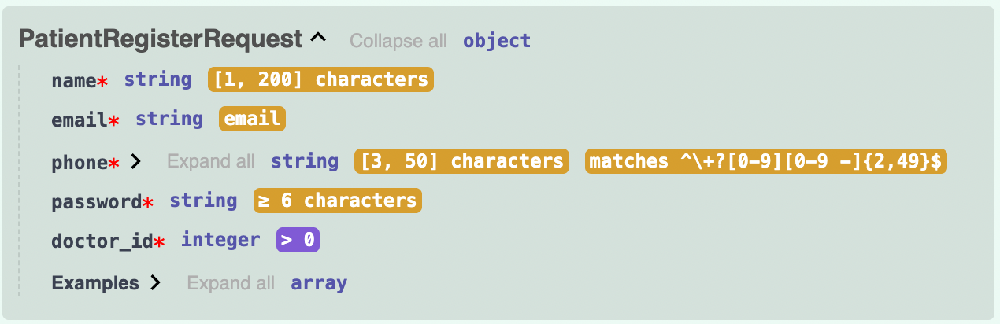 PatientRegisterRequest Collapse all object
name* string [1, 200] characters
email* string email
phone* Expand all string [3, 50] characters matches ^\+?[0-9][0-9 -]{2,49}$
password* string ≥ 6 characters
doctor_id* integer > 0
Examples Expand all array